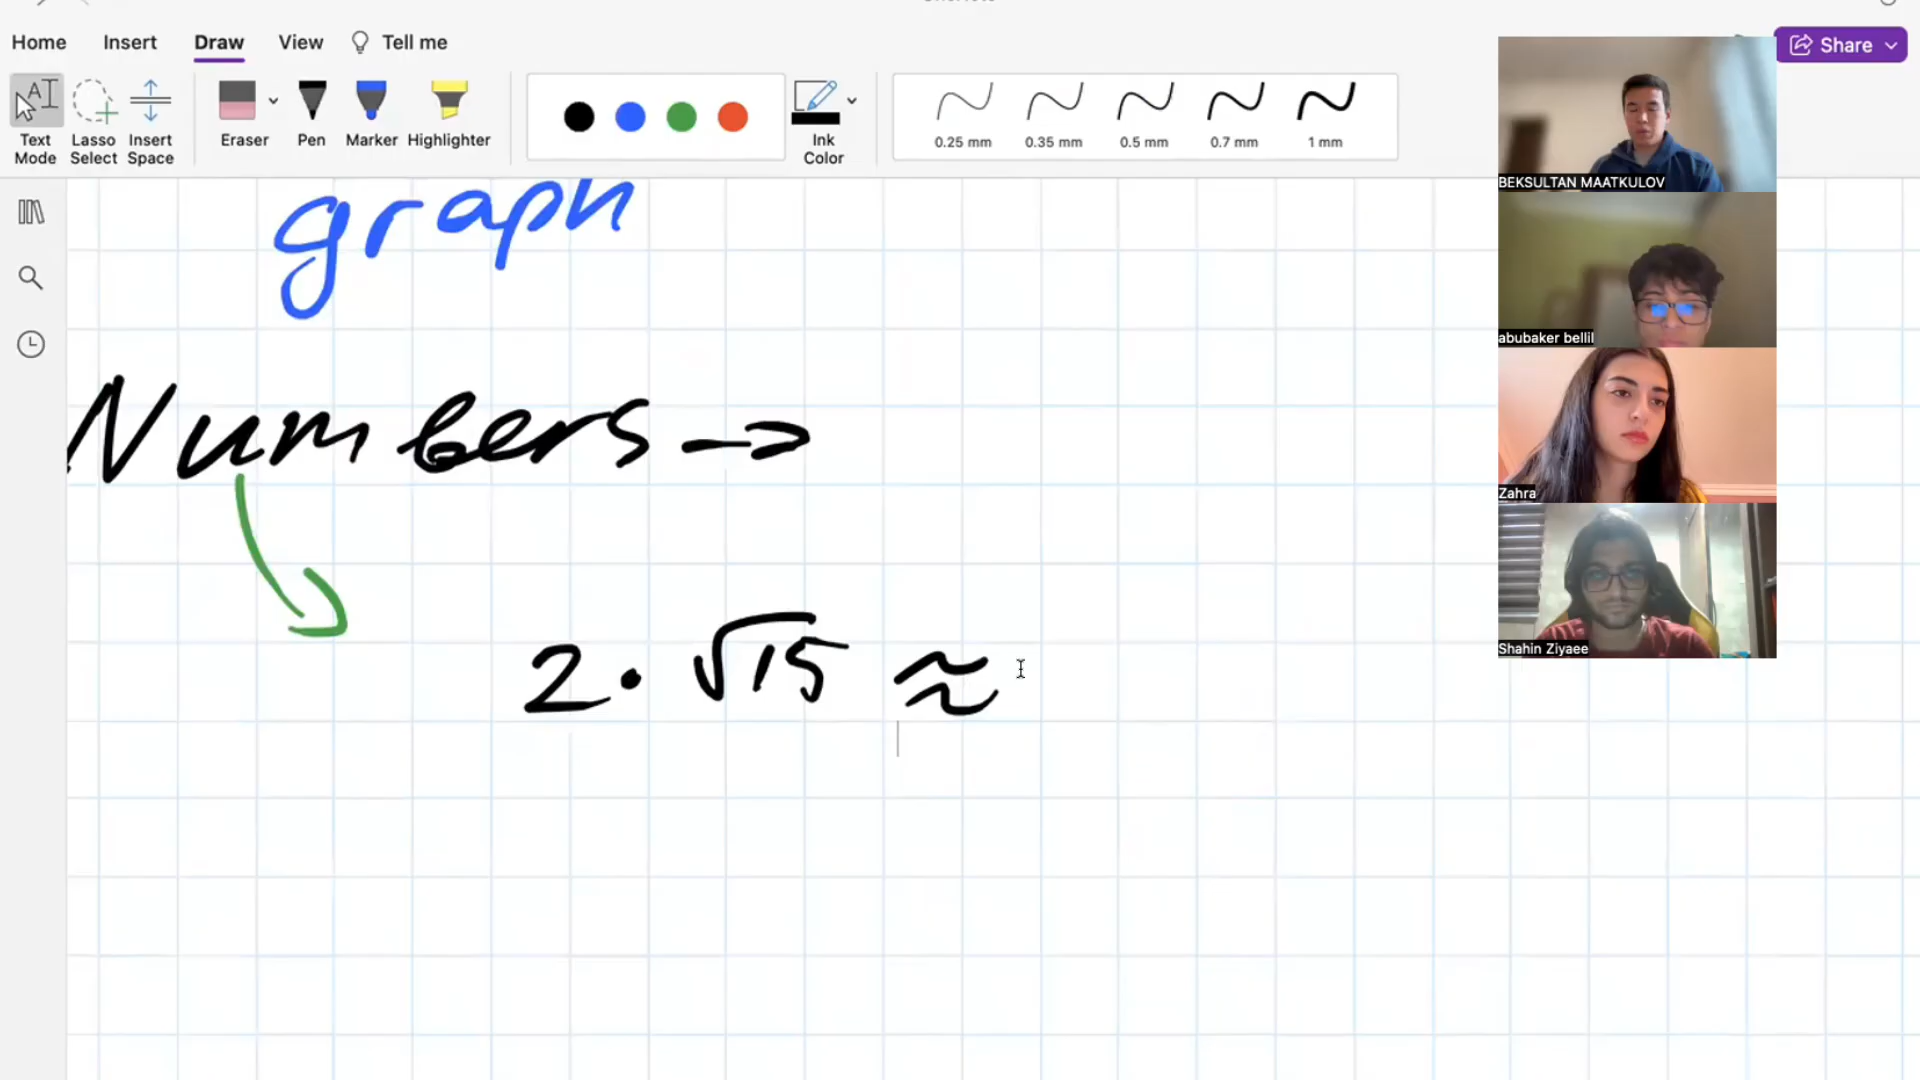 Home Insert Draw View Tell me
Share
Text Mode
Lasso Select
Insert Space
Eraser
Pen
Marker
Highlighter
Ink Color
0.25 mm
0.35 mm
0.5 mm
0.7 mm
1 mm
BEKSULTAN MAATKULOV
abubaker bellil
Zahra
Shahin Ziyaee
graph
Numbers →
2 · √15 ≈